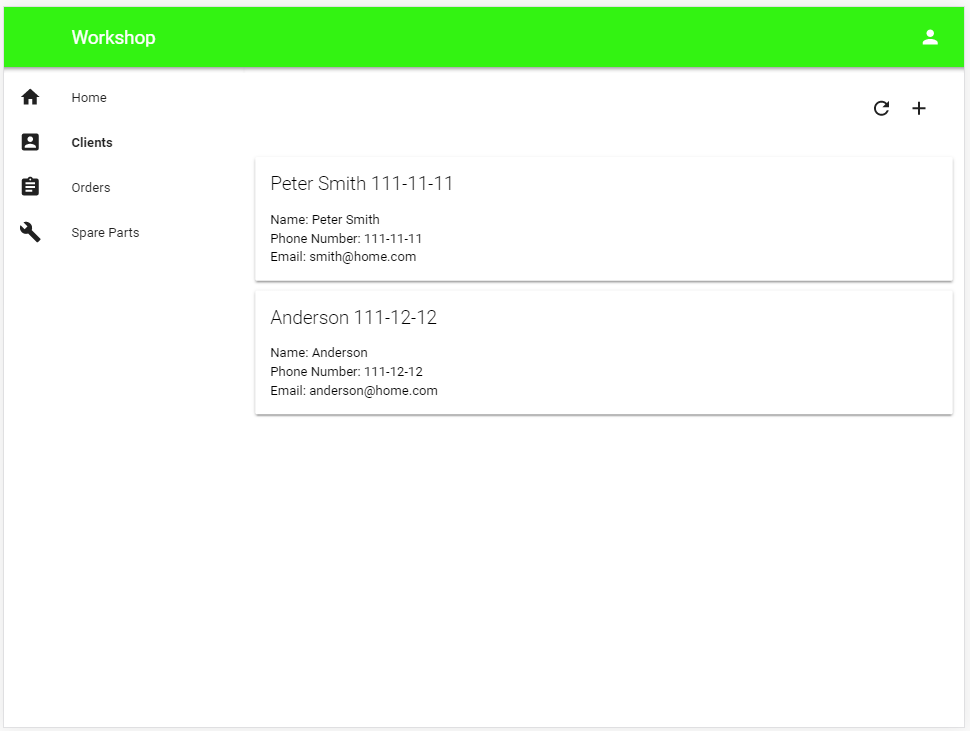 Workshop
Home
Clients
Orders
Spare Parts
Peter Smith 111-11-11
Name: Peter Smith
Phone Number: 111-11-11
Email: smith@home.com
Anderson 111-12-12
Name: Anderson
Phone Number: 111-12-12
Email: anderson@home.com